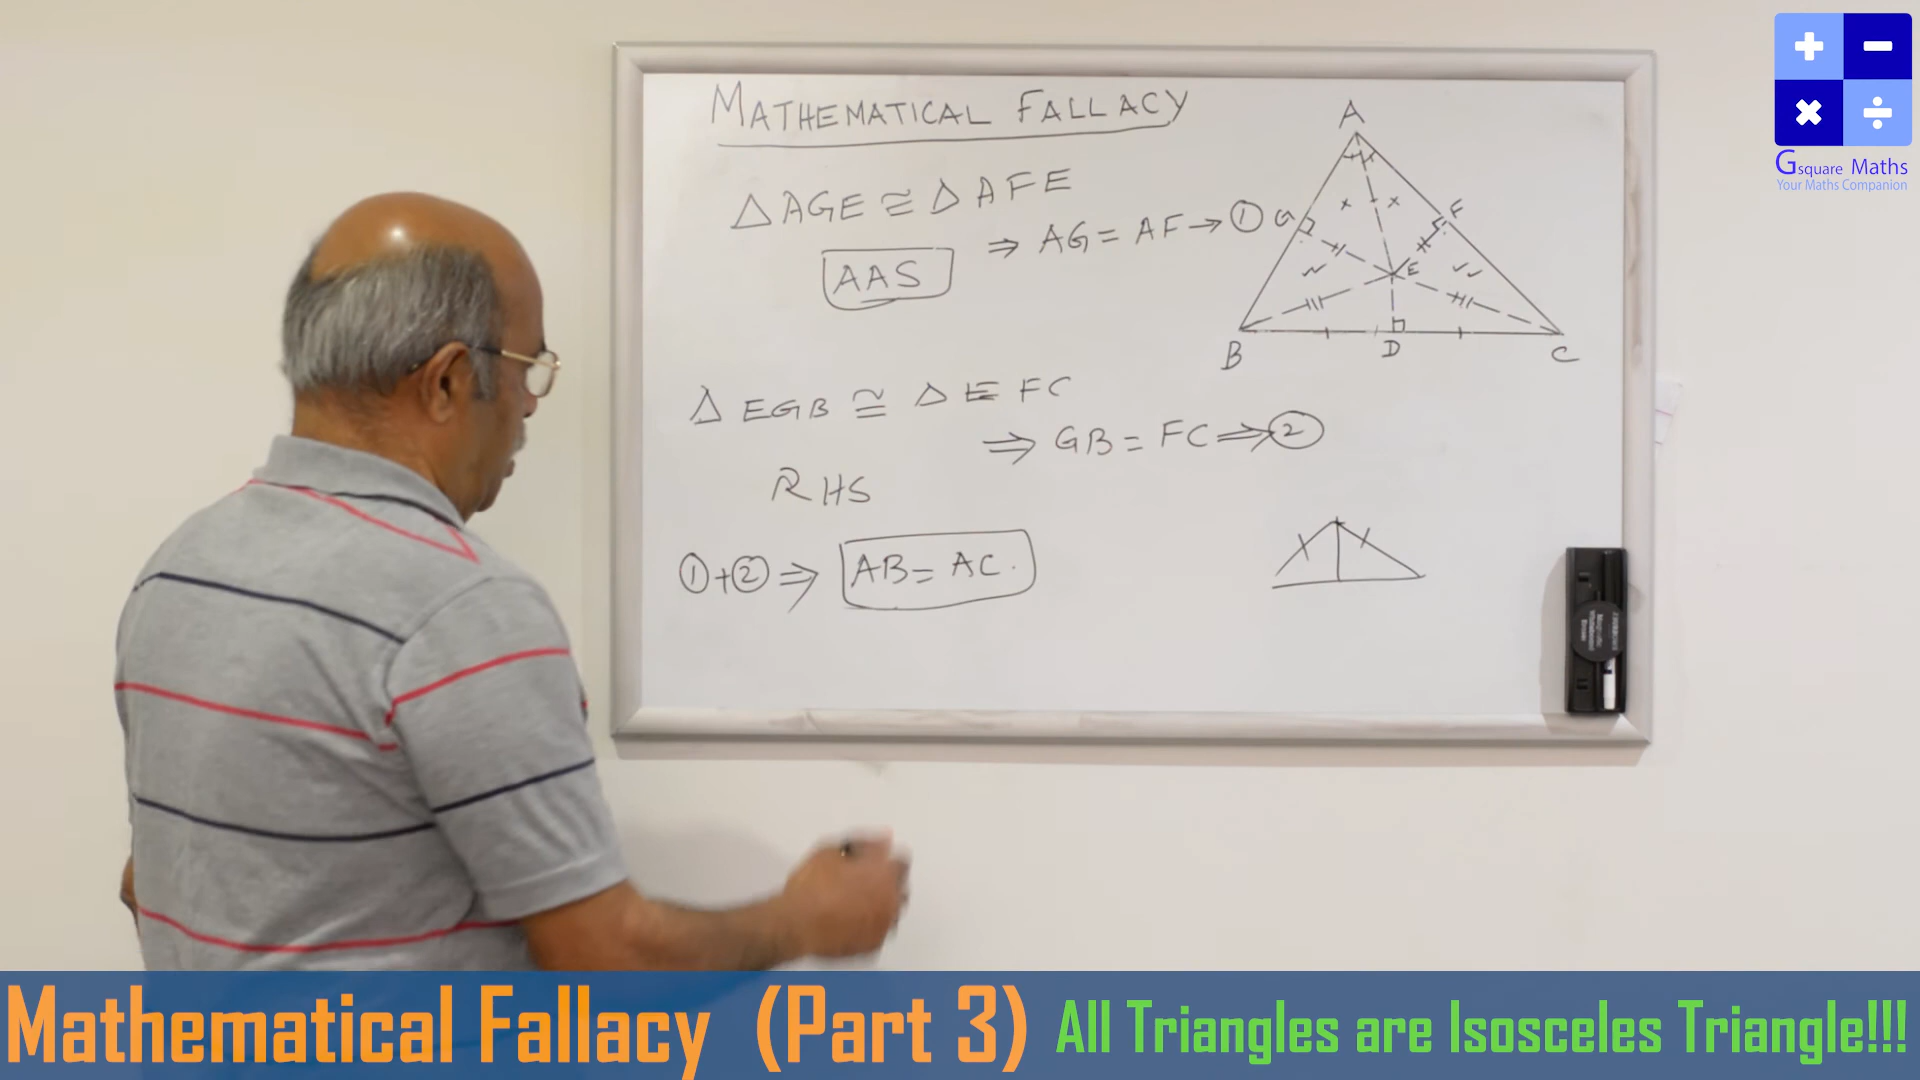 MATHEMATICAL FALLACY
△AGE ≅ △AFE
⇒ AG = AF → ①
AAS
△EGB ≅ △EFC
⇒ GB = FC ⇒ ②
RHS
①+② ⇒ AB = AC.
A
G
F
E
B
D
C
Gsquare Maths
Your Maths Companion
Mathematical Fallacy (Part 3) All Triangles are Isosceles Triangle!!!